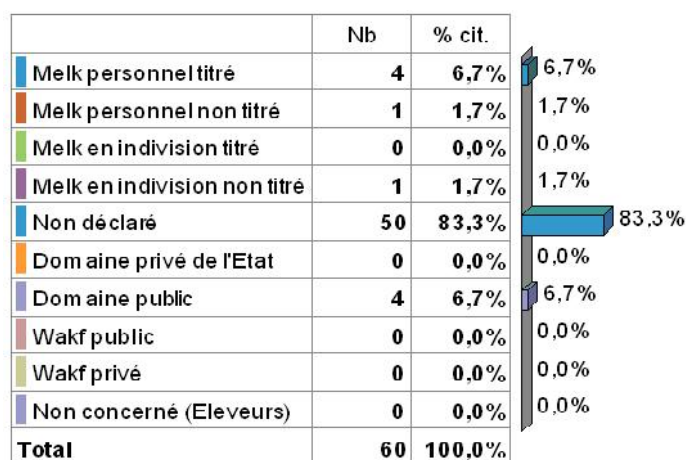 Nb % cit.
Melk personnel titré 4 6,7% 6,7%
Melk personnel non titré 1 1,7% 1,7%
Melk en indivision titré 0 0,0% 0,0%
Melk en indivision non titré 1 1,7% 1,7%
Non déclaré 50 83,3% 83,3%
Domaine privé de l'Etat 0 0,0% 0,0%
Domaine public 4 6,7% 6,7%
Wakf public 0 0,0% 0,0%
Wakf privé 0 0,0% 0,0%
Non concerné (Eleveurs) 0 0,0% 0,0%
Total 60 100,0%